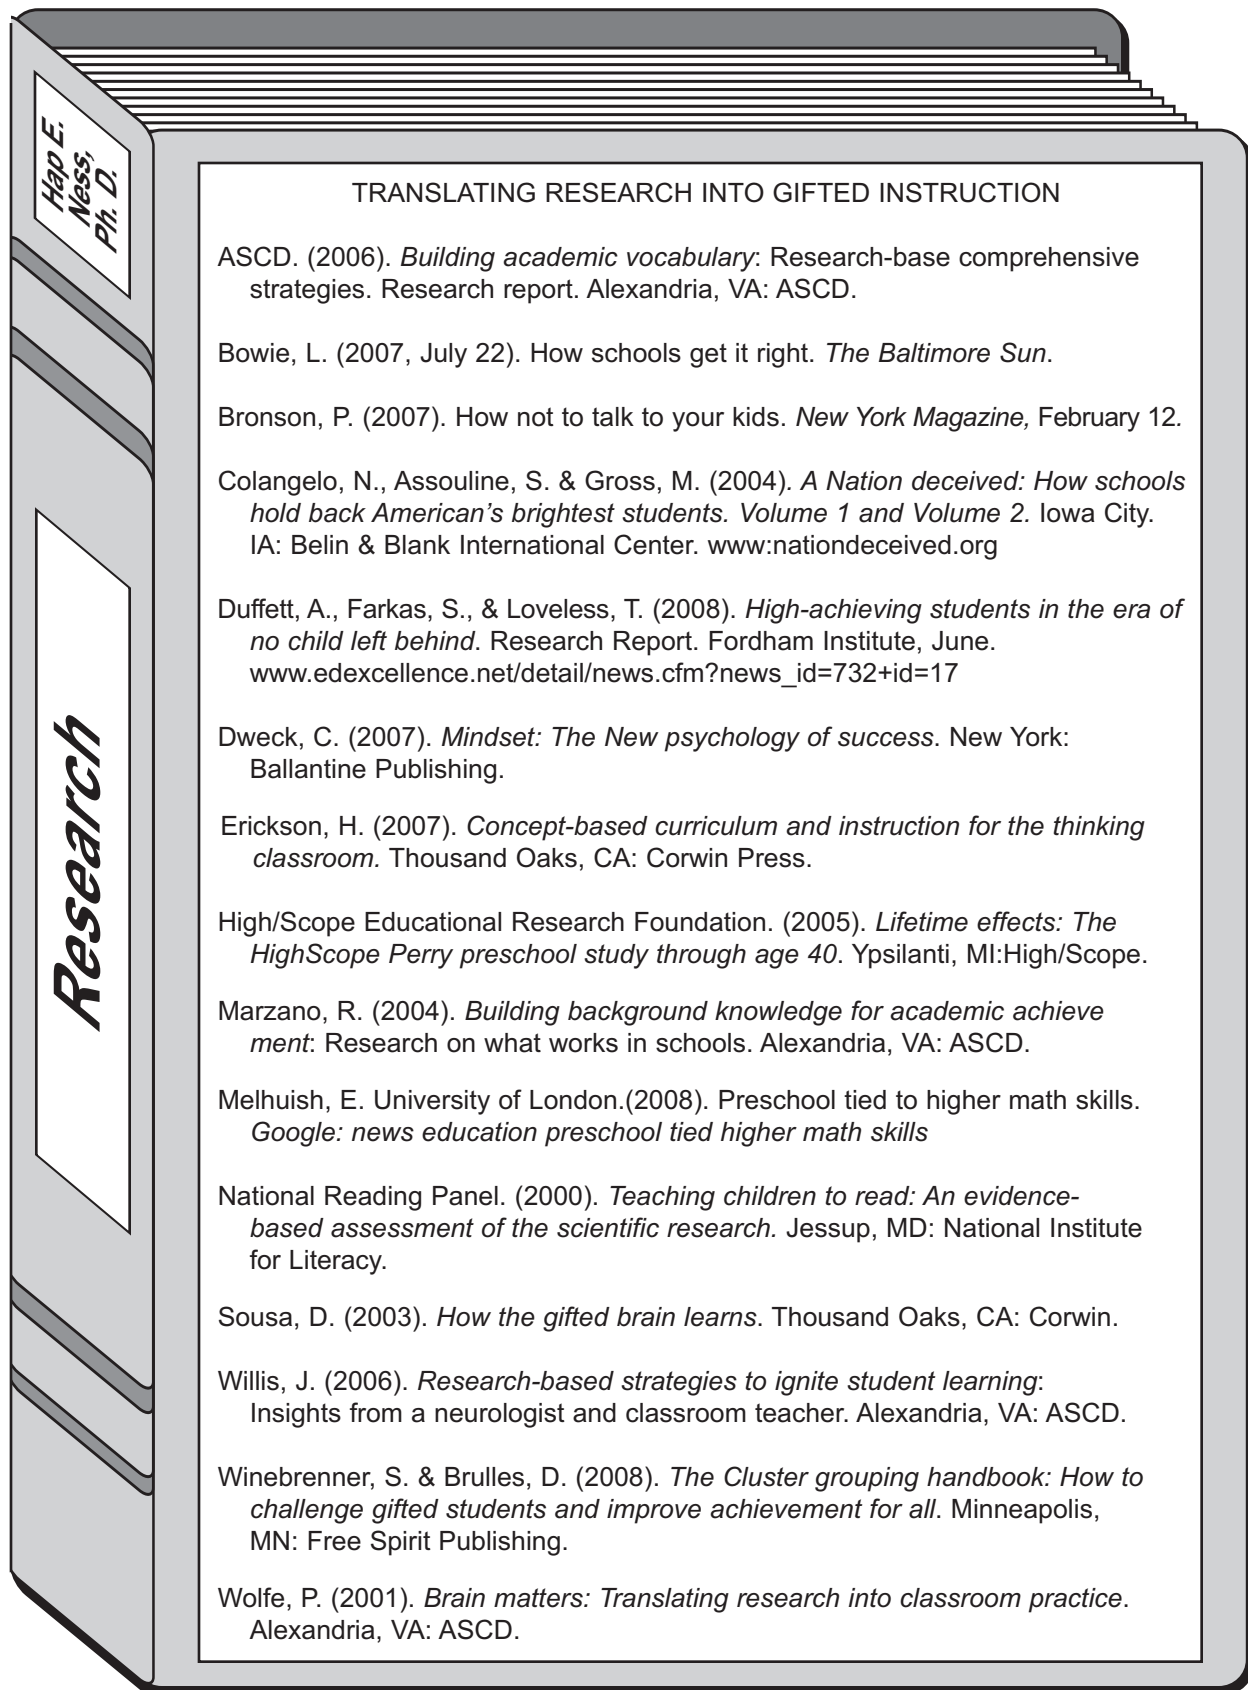 Hap E.
Ness,
Ph. D.
Research
TRANSLATING RESEARCH INTO GIFTED INSTRUCTION
ASCD. (2006). Building academic vocabulary: Research-base comprehensive
strategies. Research report. Alexandria, VA: ASCD.
Bowie, L. (2007, July 22). How schools get it right. The Baltimore Sun.
Bronson, P. (2007). How not to talk to your kids. New York Magazine, February 12.
Colangelo, N., Assouline, S. & Gross, M. (2004). A Nation deceived: How schools
hold back American's brightest students. Volume 1 and Volume 2. Iowa City.
IA: Belin & Blank International Center. www:nationdeceived.org
Duffett, A., Farkas, S., & Loveless, T. (2008). High-achieving students in the era of
no child left behind. Research Report. Fordham Institute, June.
www.edexcellence.net/detail/news.cfm?news_id=732+id=17
Dweck, C. (2007). Mindset: The New psychology of success. New York:
Ballantine Publishing.
Erickson, H. (2007). Concept-based curriculum and instruction for the thinking
classroom. Thousand Oaks, CA: Corwin Press.
High/Scope Educational Research Foundation. (2005). Lifetime effects: The
HighScope Perry preschool study through age 40. Ypsilanti, MI:High/Scope.
Marzano, R. (2004). Building background knowledge for academic achieve
ment: Research on what works in schools. Alexandria, VA: ASCD.
Melhuish, E. University of London.(2008). Preschool tied to higher math skills.
Google: news education preschool tied higher math skills
National Reading Panel. (2000). Teaching children to read: An evidence-
based assessment of the scientific research. Jessup, MD: National Institute
for Literacy.
Sousa, D. (2003). How the gifted brain learns. Thousand Oaks, CA: Corwin.
Willis, J. (2006). Research-based strategies to ignite student learning:
Insights from a neurologist and classroom teacher. Alexandria, VA: ASCD.
Winebrenner, S. & Brulles, D. (2008). The Cluster grouping handbook: How to
challenge gifted students and improve achievement for all. Minneapolis,
MN: Free Spirit Publishing.
Wolfe, P. (2001). Brain matters: Translating research into classroom practice.
Alexandria, VA: ASCD.